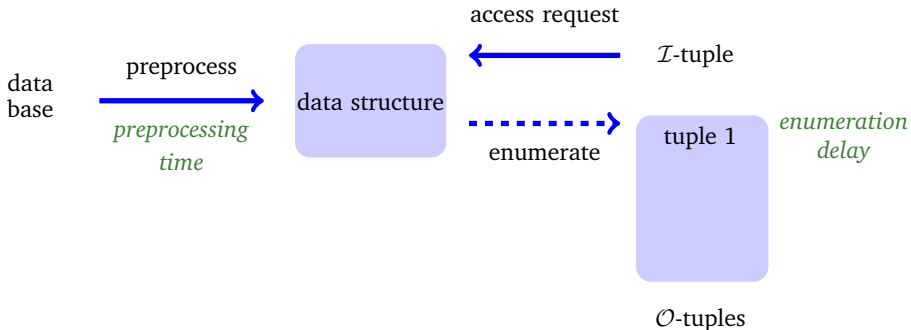 access request
preprocess
ℐ-tuple
data
base
data structure
preprocessing
time
enumerate
tuple 1
enumeration
delay
𝒪-tuples